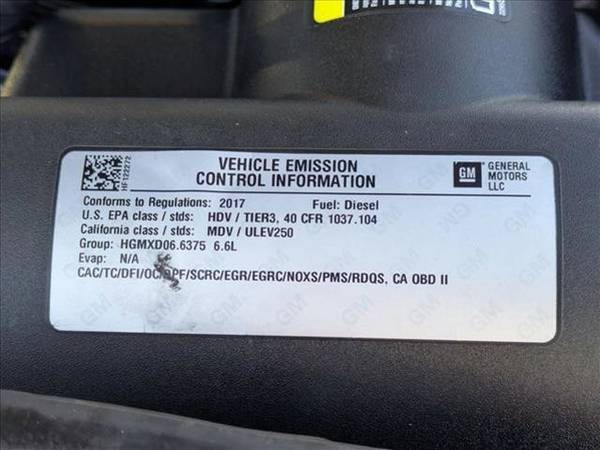 HF122272
VEHICLE EMISSION
CONTROL INFORMATION
GM
GENERAL
MOTORS
LLC
Conforms to Regulations: 2017 Fuel: Diesel
U.S. EPA class / stds: HDV / TIER3, 40 CFR 1037.104
California class / stds: MDV / ULEV250
Group: HGMXD06.6375 6.6L
Evap: N/A
CAC/TC/DFI/OC/DPF/SCRC/EGR/EGRC/NOXS/PMS/RDQS, CA OBD II